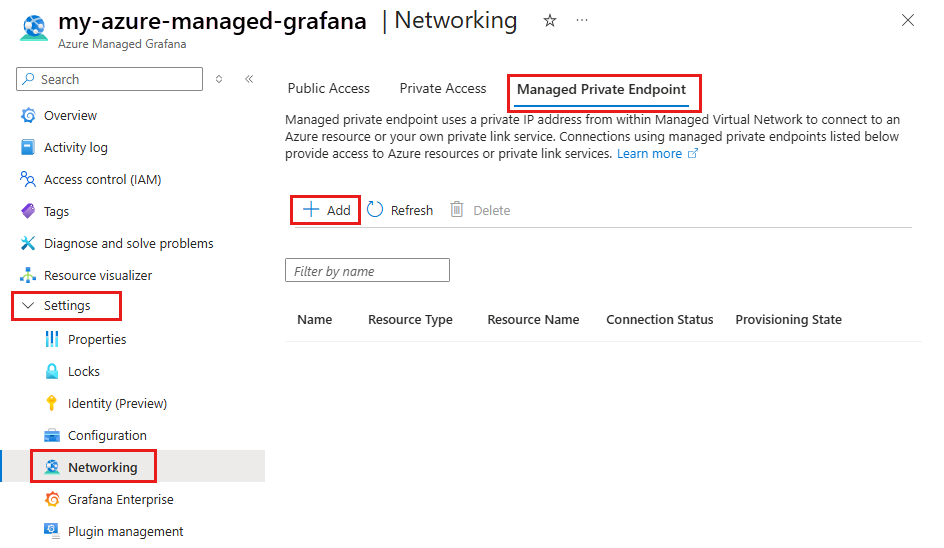 my-azure-managed-grafana | Networking
Azure Managed Grafana
Search
Overview
Activity log
Access control (IAM)
Tags
Diagnose and solve problems
Resource visualizer
Settings
Properties
Locks
Identity (Preview)
Configuration
Networking
Grafana Enterprise
Plugin management
Public Access Private Access Managed Private Endpoint
Managed private endpoint uses a private IP address from within Managed Virtual Network to connect to an
Azure resource or your own private link service. Connections using managed private endpoints listed below
provide access to Azure resources or private link services. Learn more
Add Refresh Delete
Filter by name
Name Resource Type Resource Name Connection Status Provisioning State